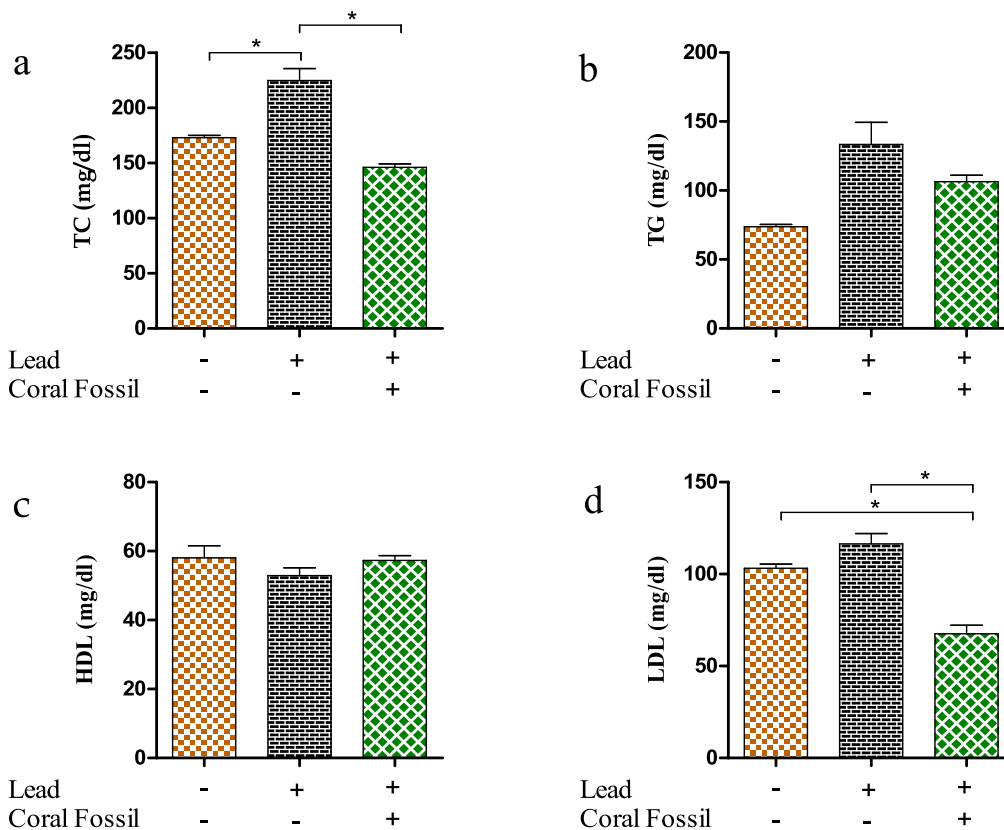 a
* *
TC (mg/dl)
250
200
150
100
50
0
Lead - + +
Coral Fossil - - +
b
TG (mg/dl)
200
150
100
50
0
Lead - + +
Coral Fossil - - +
c
HDL (mg/dl)
80
60
40
20
0
Lead - + +
Coral Fossil - - +
d
*
*
LDL (mg/dl)
150
100
50
0
Lead - + +
Coral Fossil - - +